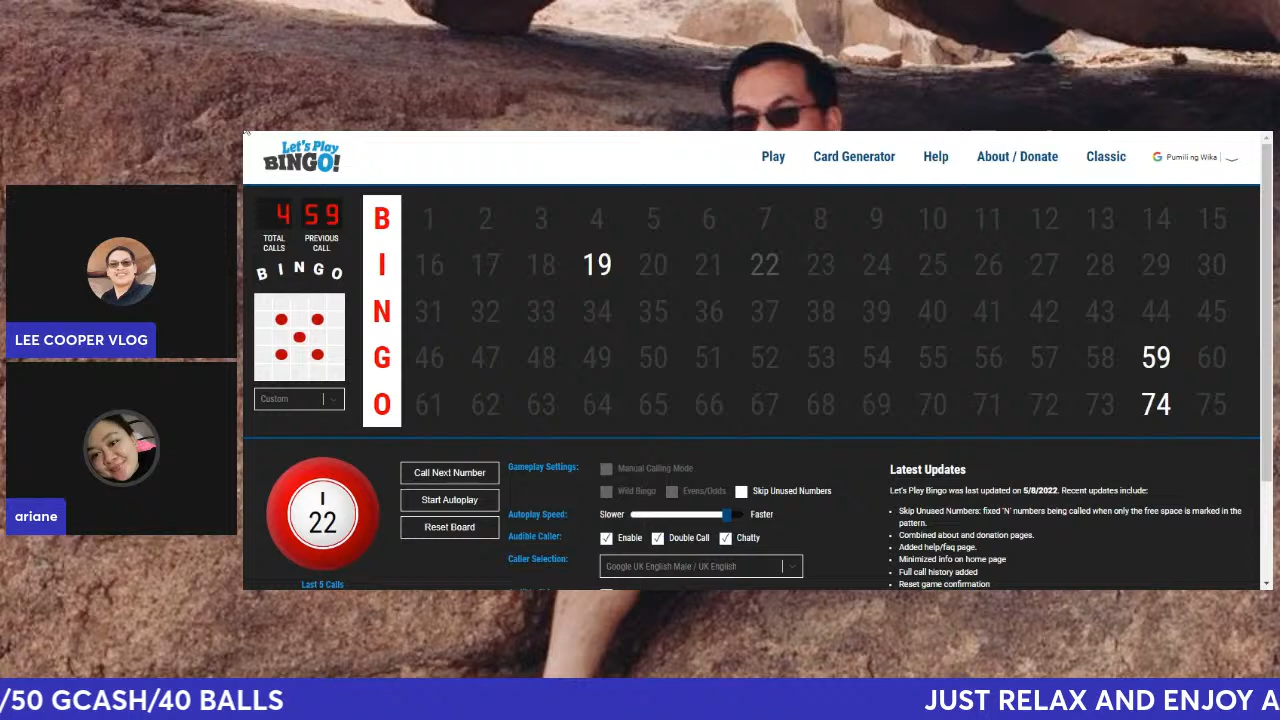 Let's Play
BINGO!
Play
Card Generator
Help
About / Donate
Classic
G Pumili ng Wika
4 59
TOTAL CALLS
PREVIOUS CALL
B I N G O
Custom
B 1 2 3 4 5 6 7 8 9 10 11 12 13 14 15
I 16 17 18 19 20 21 22 23 24 25 26 27 28 29 30
N 31 32 33 34 35 36 37 38 39 40 41 42 43 44 45
G 46 47 48 49 50 51 52 53 54 55 56 57 58 59 60
O 61 62 63 64 65 66 67 68 69 70 71 72 73 74 75
LEE COOPER VLOG
ariane
I
22
Last 5 Calls
Call Next Number
Start Autoplay
Reset Board
Gameplay Settings:
Manual Calling Mode
Wild Bingo Evens/Odds Skip Unused Numbers
Autoplay Speed:
Slower Faster
Audible Caller:
Enable Double Call Chatty
Caller Selection:
Google UK English Male / UK English
Latest Updates
Let's Play Bingo was last updated on 5/8/2022. Recent updates include:
Skip Unused Numbers: fixed 'N' numbers being called when only the free space is marked in the
pattern.
Combined about and donation pages.
Added help/faq page.
Minimized info on home page
Full call history added
Reset game confirmation
/50 GCASH/40 BALLS
JUST RELAX AND ENJOY A